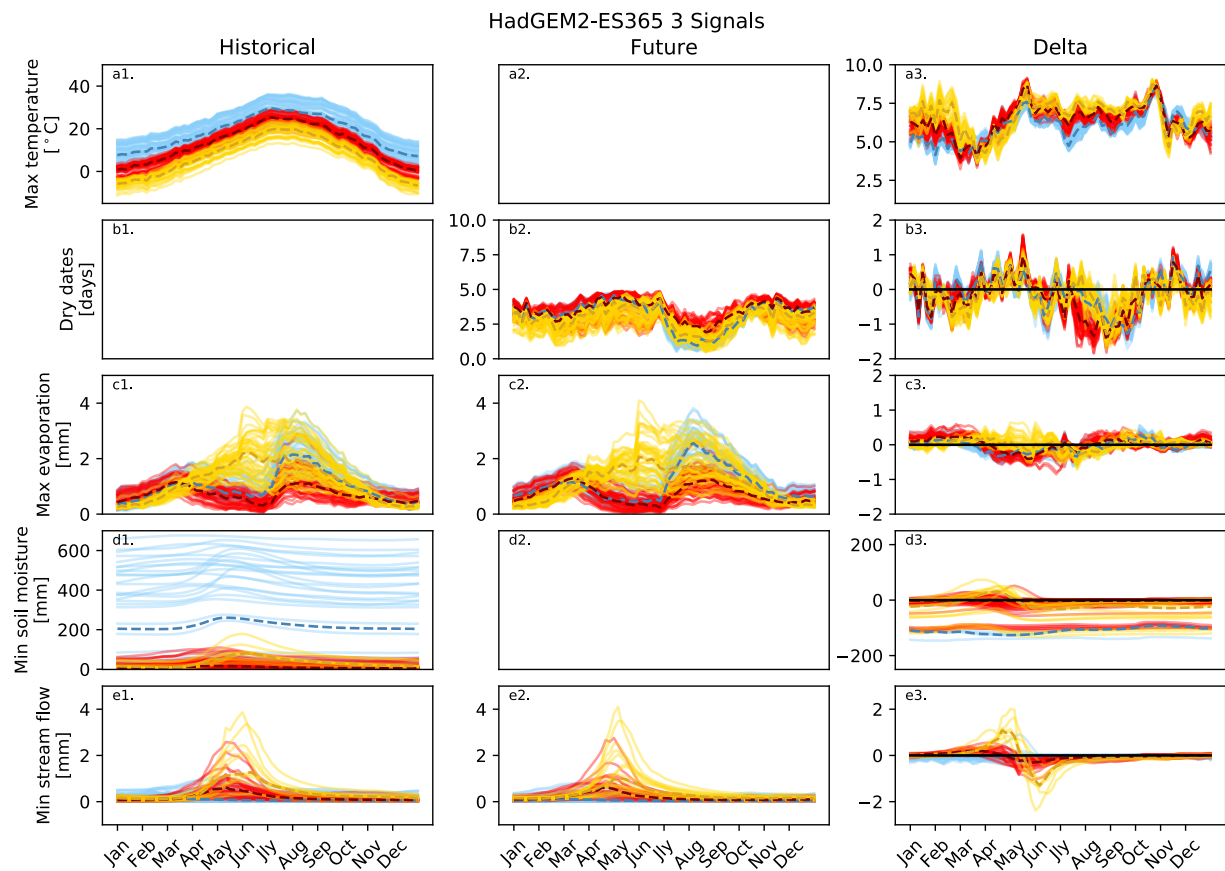 HadGEM2-ES365 3 Signals
Historical
Future
Delta
Max temperature
[°C]
a1.
40
20
0
a2.
a3.
10.0
7.5
5.0
2.5
Dry dates
[days]
b1.
b2.
10.0
7.5
5.0
2.5
0.0
b3.
2
1
0
−1
−2
Max evaporation
[mm]
c1.
4
2
0
c2.
4
2
0
c3.
2
1
0
−1
−2
Min soil moisture
[mm]
d1.
600
400
200
0
d2.
d3.
200
0
−250
Min stream flow
[mm]
e1.
4
2
0
e2.
4
2
0
e3.
2
0
−2
Jan Feb Mar Apr May Jun Jly Aug Sep Oct Nov Dec
Jan Feb Mar Apr May Jun Jly Aug Sep Oct Nov Dec
Jan Feb Mar Apr May Jun Jly Aug Sep Oct Nov Dec